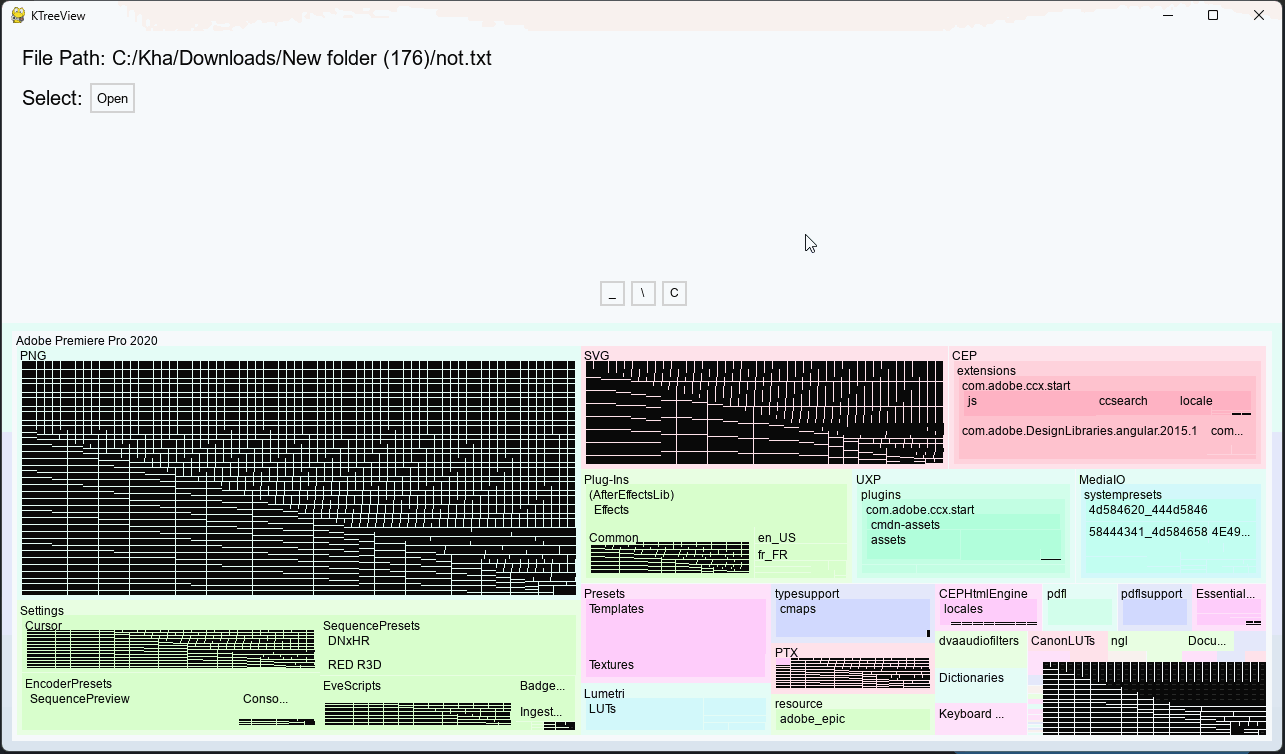 KTreeView
File Path: C:/Kha/Downloads/New folder (176)/not.txt
Select: Open
_ \ C
Adobe Premiere Pro 2020
PNG
SVG
CEP
extensions
com.adobe.ccx.start
js ccsearch locale
com.adobe.DesignLibraries.angular.2015.1 com...
Plug-Ins
(AfterEffectsLib)
Effects
Common
en_US
fr_FR
UXP
plugins
com.adobe.ccx.start
cmdn-assets
assets
MediaIO
systempresets
4d584620_444d5846
58444341_4d584658 4E49...
Settings
Cursor
SequencePresets
DNxHR
RED R3D
EncoderPresets
SequencePreview
Conso...
EveScripts
Badge...
Ingest...
Presets
Templates
Textures
Lumetri
LUTs
typesupport
cmaps
PTX
resource
adobe_epic
CEPHtmlEngine
locales
pdfl
pdflsupport
Essential...
dvaaudiofilters
CanonLUTs
ngl
Docu...
Dictionaries
Keyboard ...